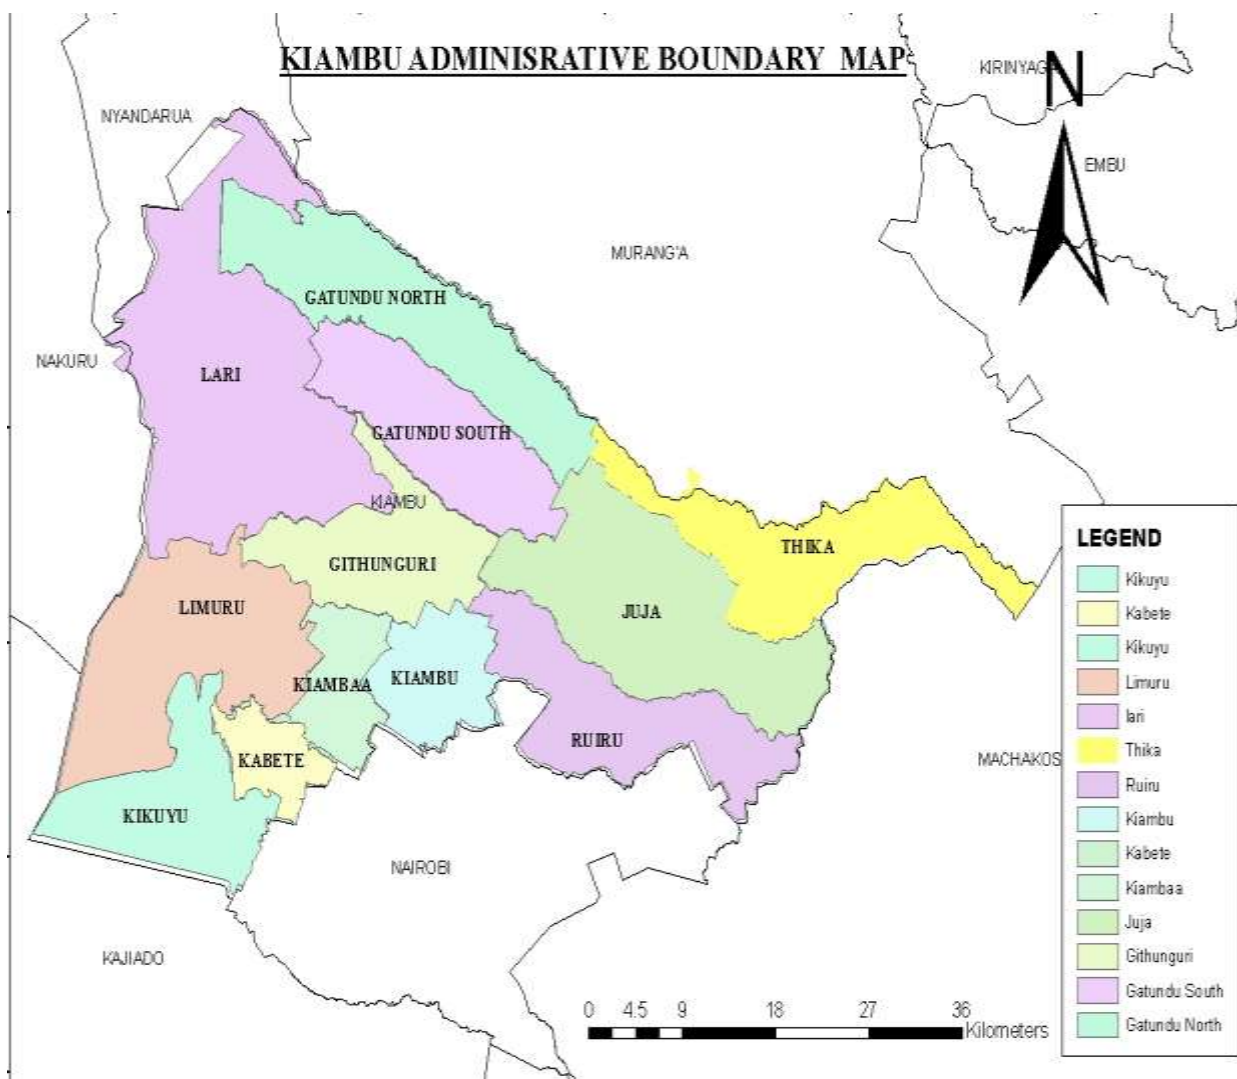 KIAMBU ADMINISRATIVE BOUNDARY MAP
KIRINYAGA
N
NYANDARUA
EMBU
MURANG'A
GATUNDU NORTH
NAKURU
LARI
GATUNDU SOUTH
KIAMBU
THIKA
GITHUNGURI
LIMURU
JUJA
KIAMBAA
KIAMBU
RUIRU
KABETE
MACHAKOS
KIKUYU
NAIROBI
KAJIADO
LEGEND
Kikuyu
Kabete
Kikuyu
Limuru
lari
Thika
Ruiru
Kiambu
Kabete
Kiambaa
Juja
Githunguri
Gatundu South
Gatundu North
0 4.5 9 18 27 36
Kilometers